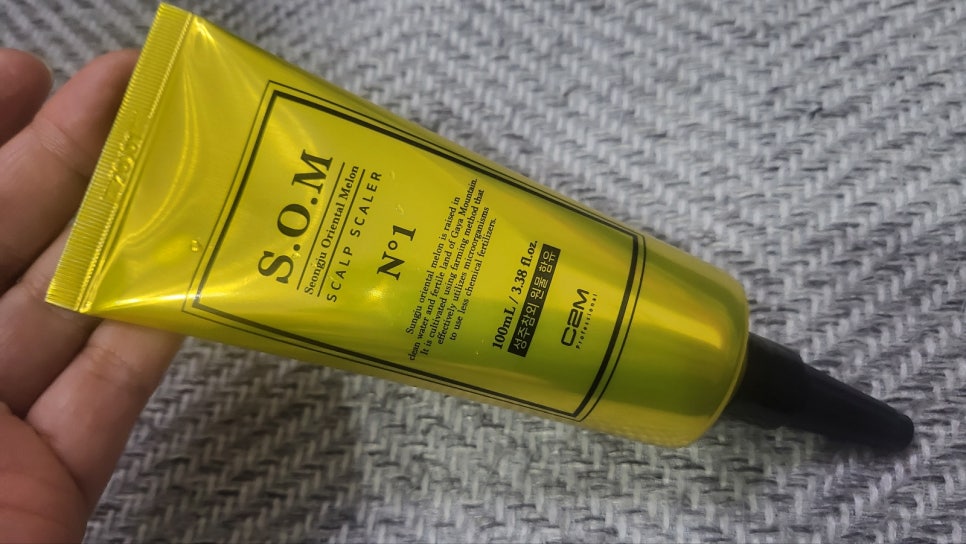 S.O.M
Seongju Oriental Melon
SCALP SCALER
N°1
Sungju oriental melon is raised in
clean water and fertile land of Gaya Mountain.
It is cultivated using farming method that
effectively utilizes microorganisms
to use less chemical fertilizers.
100mL / 3.38 fl.oz.
성주참외 원물 함유
C2M
Professional